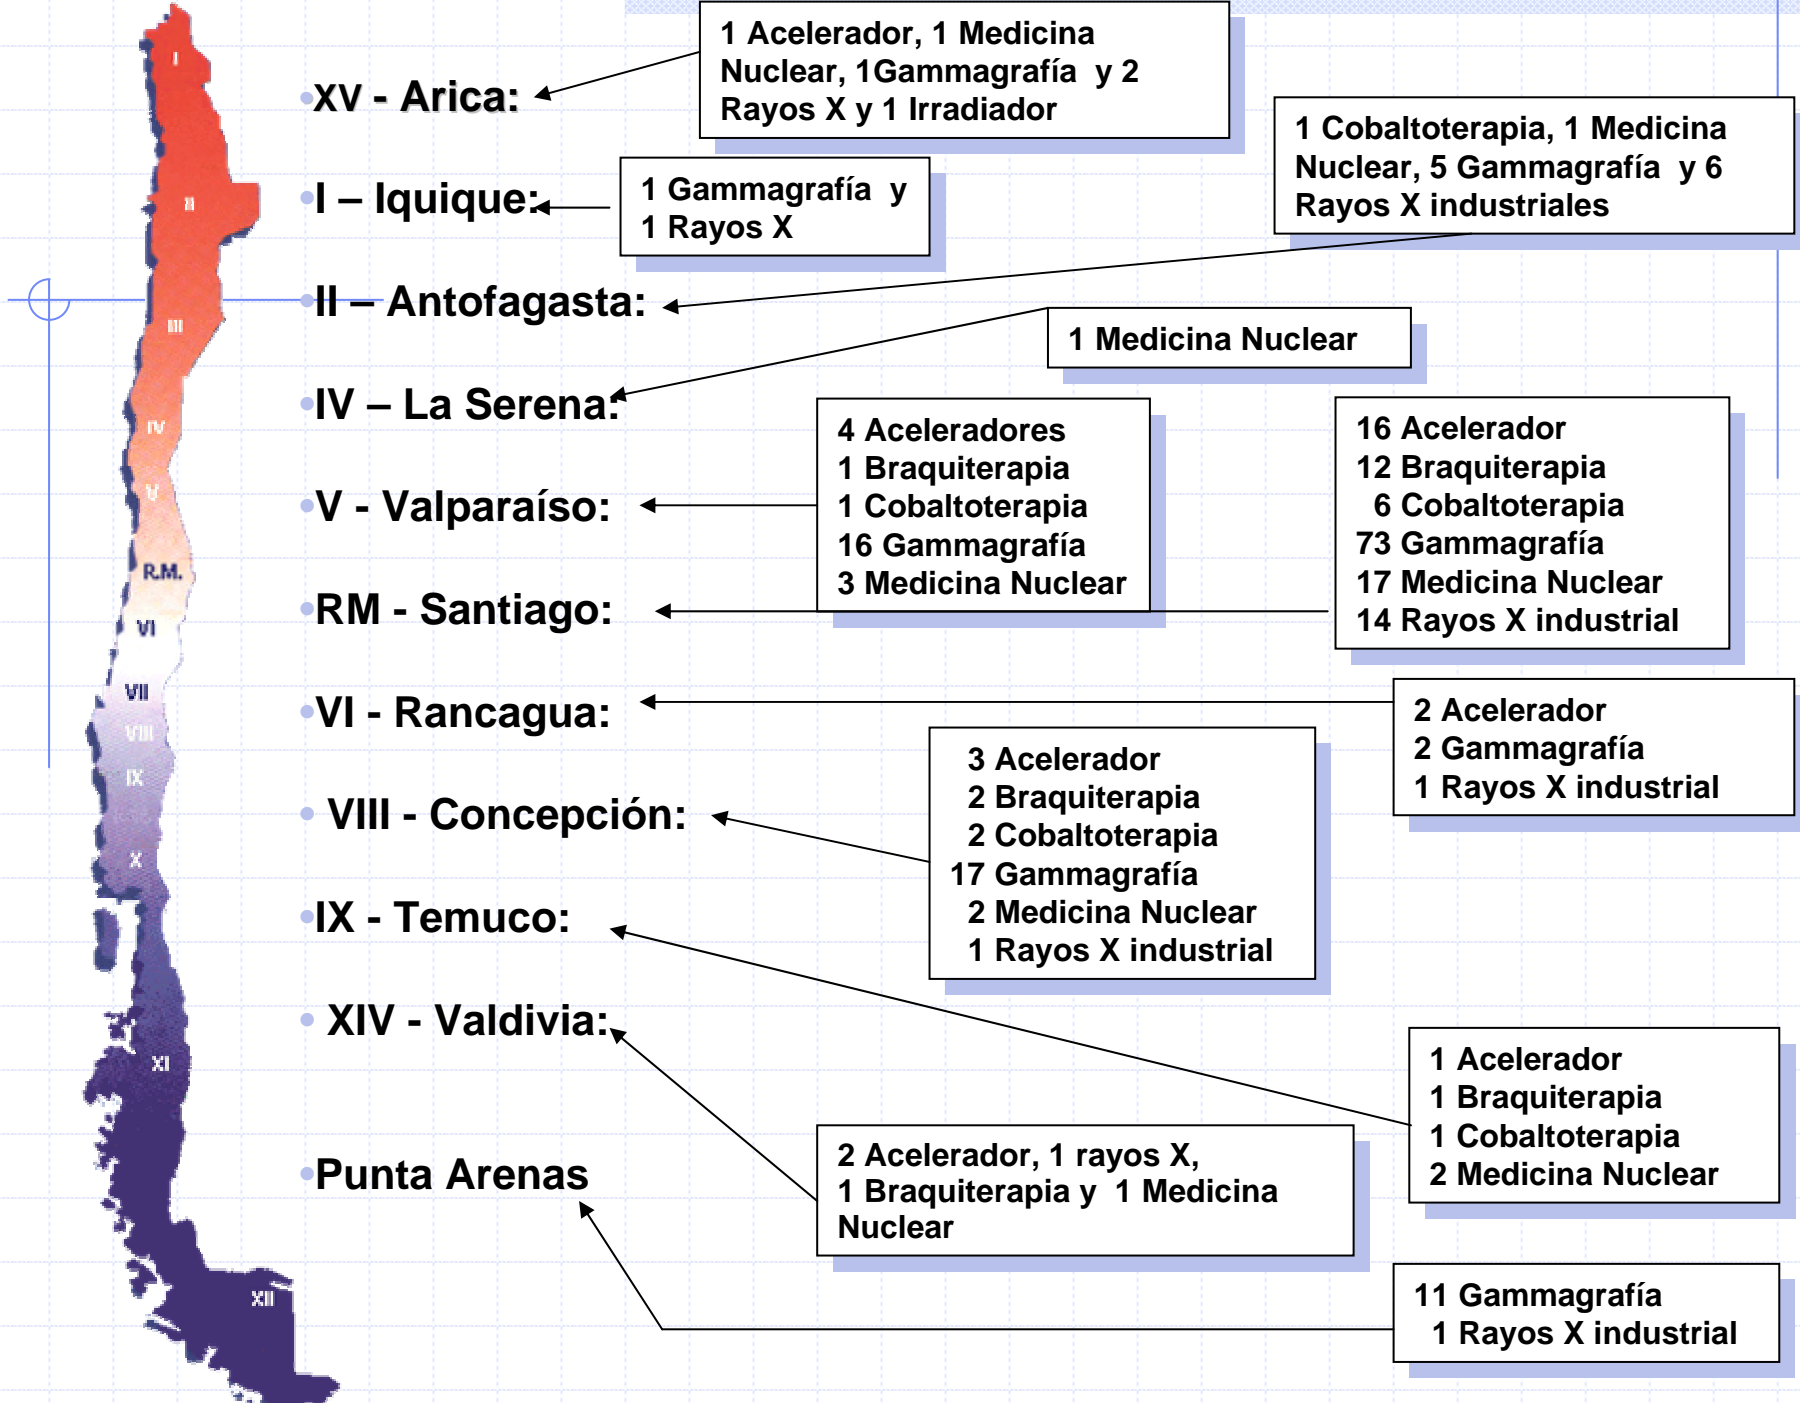 I
II
III
IV
V
R.M.
VI
VII
VIII
IX
X
XI
XII
•XV - Arica:
1 Acelerador, 1 Medicina
Nuclear, 1Gammagrafía y 2
Rayos X y 1 Irradiador
•I – Iquique:
1 Gammagrafía y
1 Rayos X
•II – Antofagasta:
1 Cobaltoterapia, 1 Medicina
Nuclear, 5 Gammagrafía y 6
Rayos X industriales
•IV – La Serena:
1 Medicina Nuclear
•V - Valparaíso:
4 Aceleradores
1 Braquiterapia
1 Cobaltoterapia
16 Gammagrafía
3 Medicina Nuclear
•RM - Santiago:
16 Acelerador
12 Braquiterapia
6 Cobaltoterapia
73 Gammagrafía
17 Medicina Nuclear
14 Rayos X industrial
•VI - Rancagua:
2 Acelerador
2 Gammagrafía
1 Rayos X industrial
• VIII - Concepción:
3 Acelerador
2 Braquiterapia
2 Cobaltoterapia
17 Gammagrafía
2 Medicina Nuclear
1 Rayos X industrial
•IX - Temuco:
1 Acelerador
1 Braquiterapia
1 Cobaltoterapia
2 Medicina Nuclear
• XIV - Valdivia:
2 Acelerador, 1 rayos X,
1 Braquiterapia y 1 Medicina
Nuclear
•Punta Arenas
11 Gammagrafía
1 Rayos X industrial